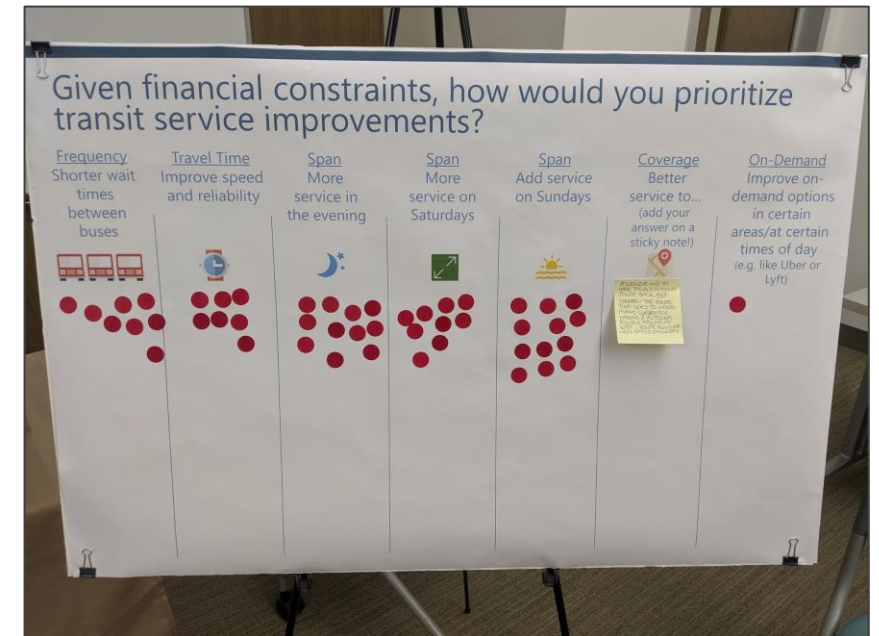 Given financial constraints, how would you prioritize
transit service improvements?
Frequency
Shorter wait
times
between
buses
Travel Time
Improve speed
and reliability
Span
More
service in
the evening
Span
More
service on
Saturdays
Span
Add service
on Sundays
Coverage
Better
service to...
(add your
answer on a
sticky note!)
On-Demand
Improve on-
demand options
in certain
areas/at certain
times of day
(e.g. like Uber or
Lyft)